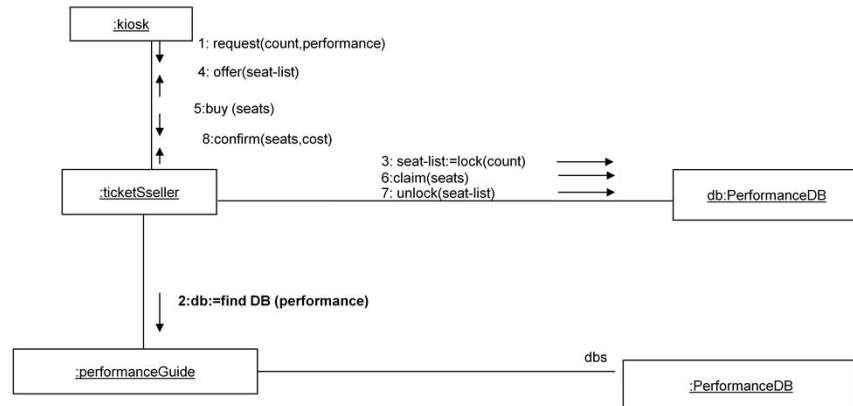 :kiosk
1: request(count,performance)
4: offer(seat-list)
5:buy (seats)
8:confirm(seats,cost)
3: seat-list:=lock(count)
6:claim(seats)
7: unlock(seat-list)
:ticketSseller
db:PerformanceDB
2:db:=find DB (performance)
:performanceGuide
dbs
:PerformanceDB